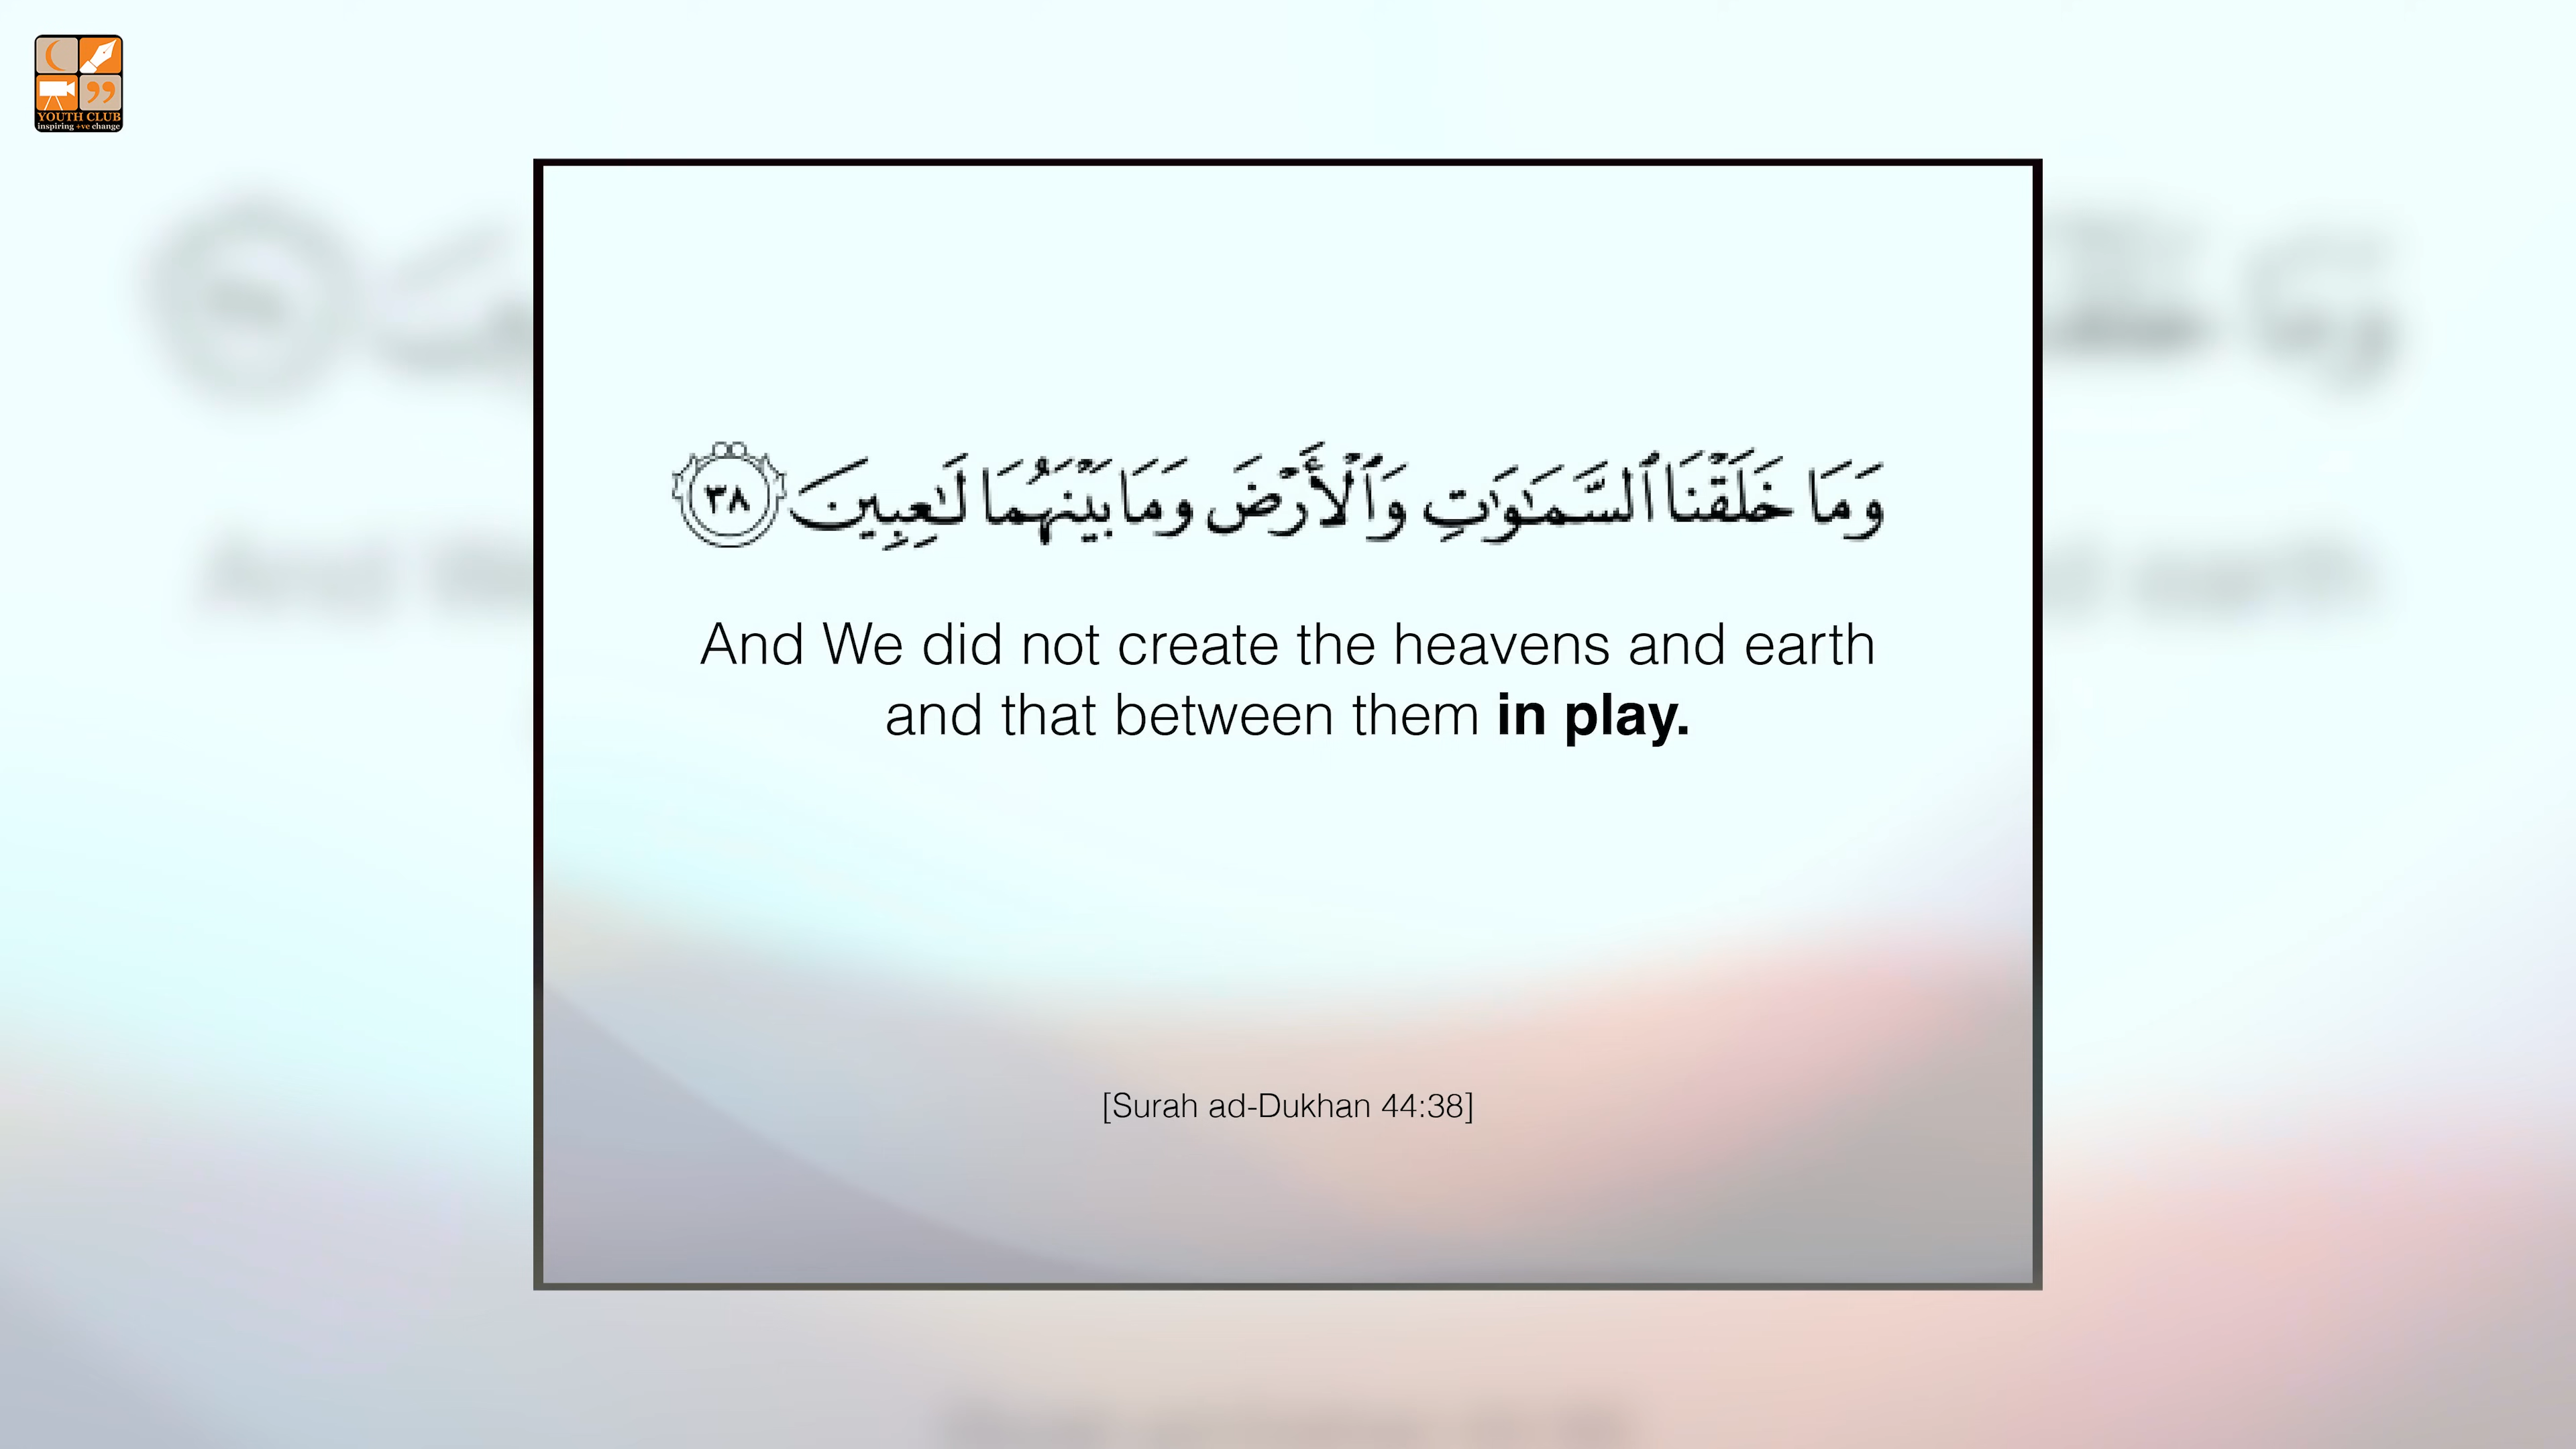 YOUTH CLUB
inspiring +ve change
وَمَا خَلَقْنَا ٱلسَّمَـٰوَٰتِ وَٱلْأَرْضَ وَمَا بَيْنَهُمَا لَـٰعِبِينَ ٣٨
And We did not create the heavens and earth
and that between them in play.
[Surah ad-Dukhan 44:38]